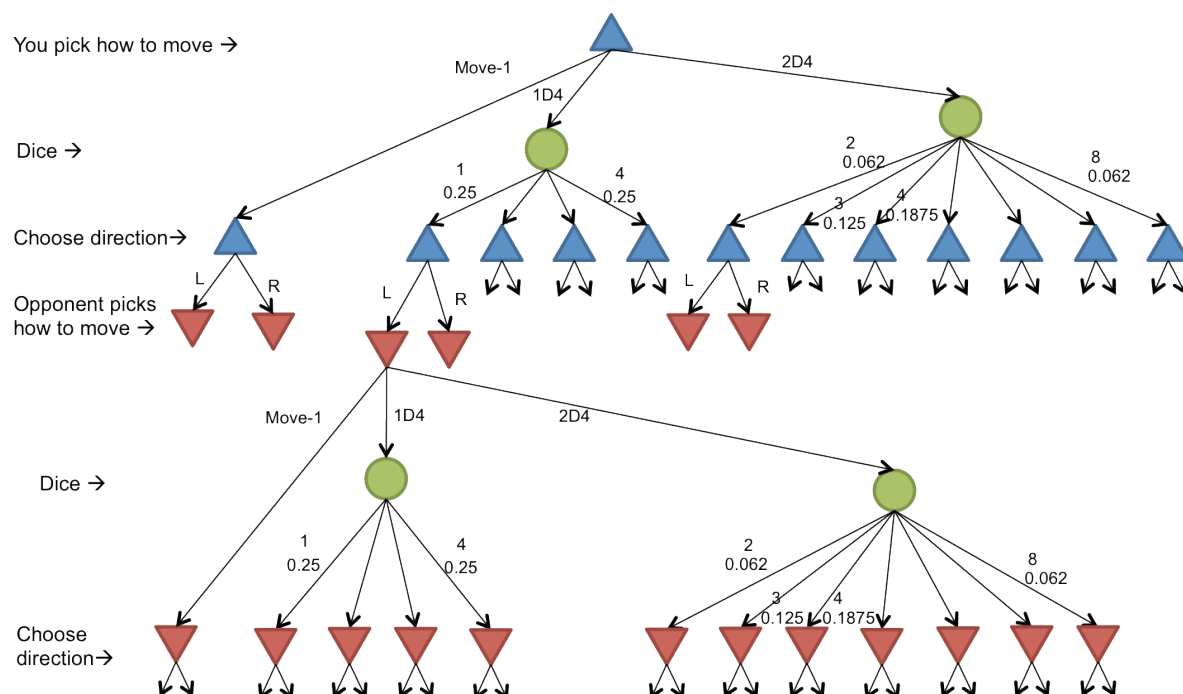 You pick how to move →
Move-1
1D4
2D4
Dice →
1
0.25
4
0.25
2
0.062
3
0.125
4
0.1875
8
0.062
Choose direction→
L
R
L
R
L
R
Opponent picks
how to move →
Move-1
1D4
2D4
Dice →
1
0.25
4
0.25
2
0.062
3
0.125
4
0.1875
8
0.062
Choose
direction→